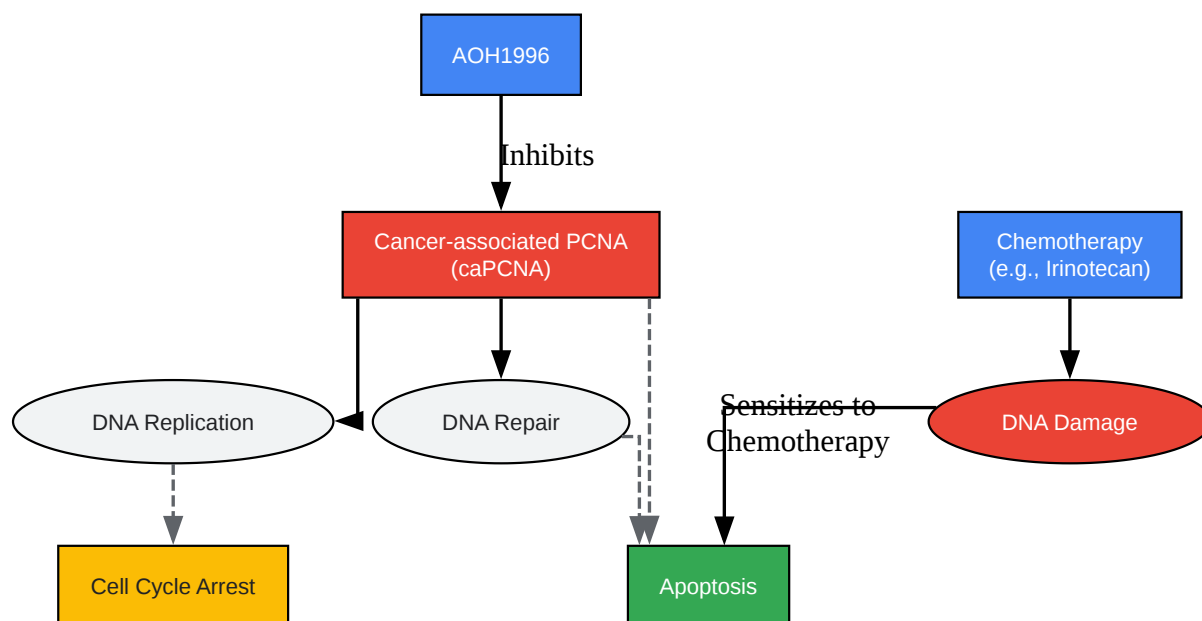 AOH1996
Inhibits
Cancer-associated PCNA
(caPCNA)
Chemotherapy
(e.g., Irinotecan)
DNA Replication
DNA Repair
Sensitizes to
Chemotherapy
DNA Damage
Cell Cycle Arrest
Apoptosis